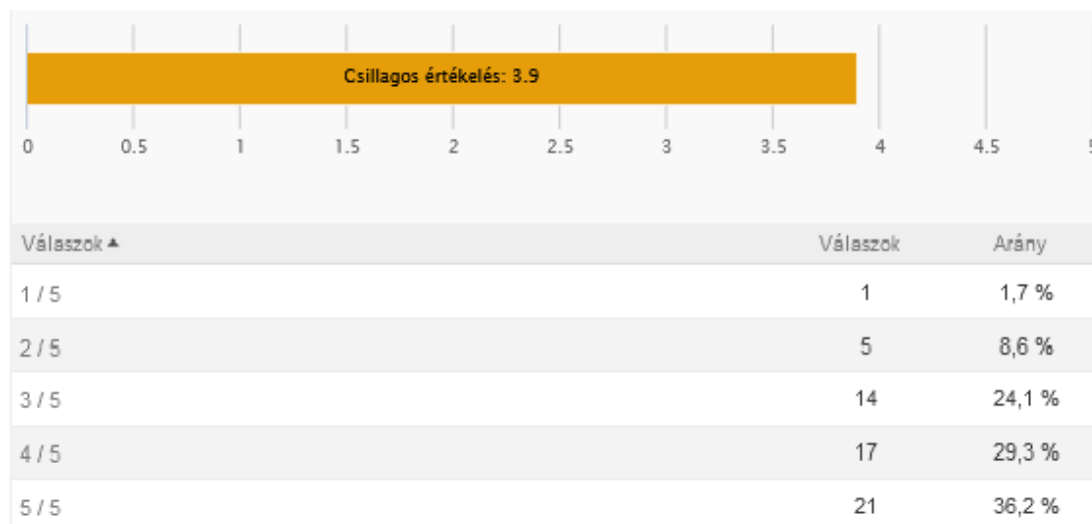 Csillagos értékelés: 3.9
0 0.5 1 1.5 2 2.5 3 3.5 4 4.5
Válaszok ▲ Válaszok Arány
1 / 5 1 1,7 %
2 / 5 5 8,6 %
3 / 5 14 24,1 %
4 / 5 17 29,3 %
5 / 5 21 36,2 %